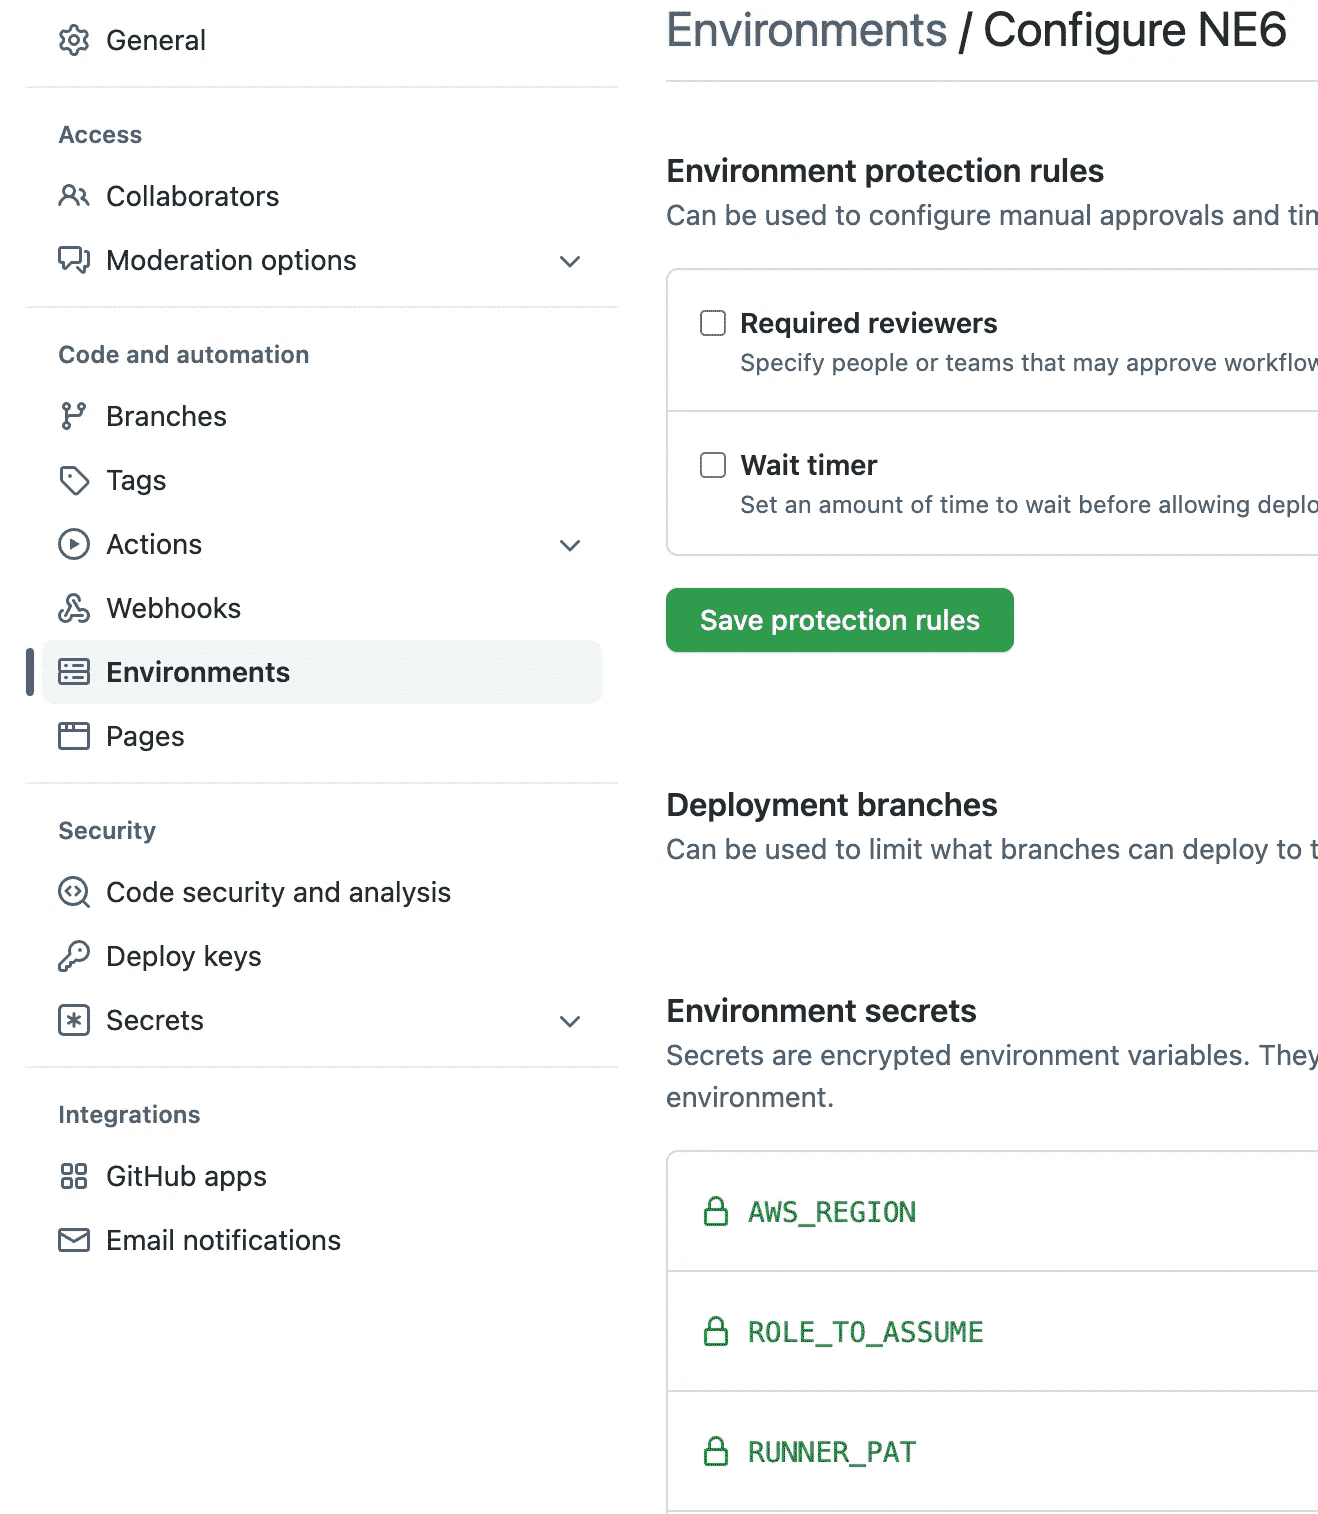 General
Access
Collaborators
Moderation options
Code and automation
Branches
Tags
Actions
Webhooks
Environments
Pages
Security
Code security and analysis
Deploy keys
Secrets
Integrations
GitHub apps
Email notifications
Environments / Configure NE6
Environment protection rules
Can be used to configure manual approvals and
Required reviewers
Specify people or teams that may approve
Wait timer
Set an amount of time to wait before allowing
Save protection rules
Deployment branches
Can be used to limit what branches can deploy to
Environment secrets
Secrets are encrypted environment variables. They
environment.
AWS_REGION
ROLE_TO_ASSUME
RUNNER_PAT